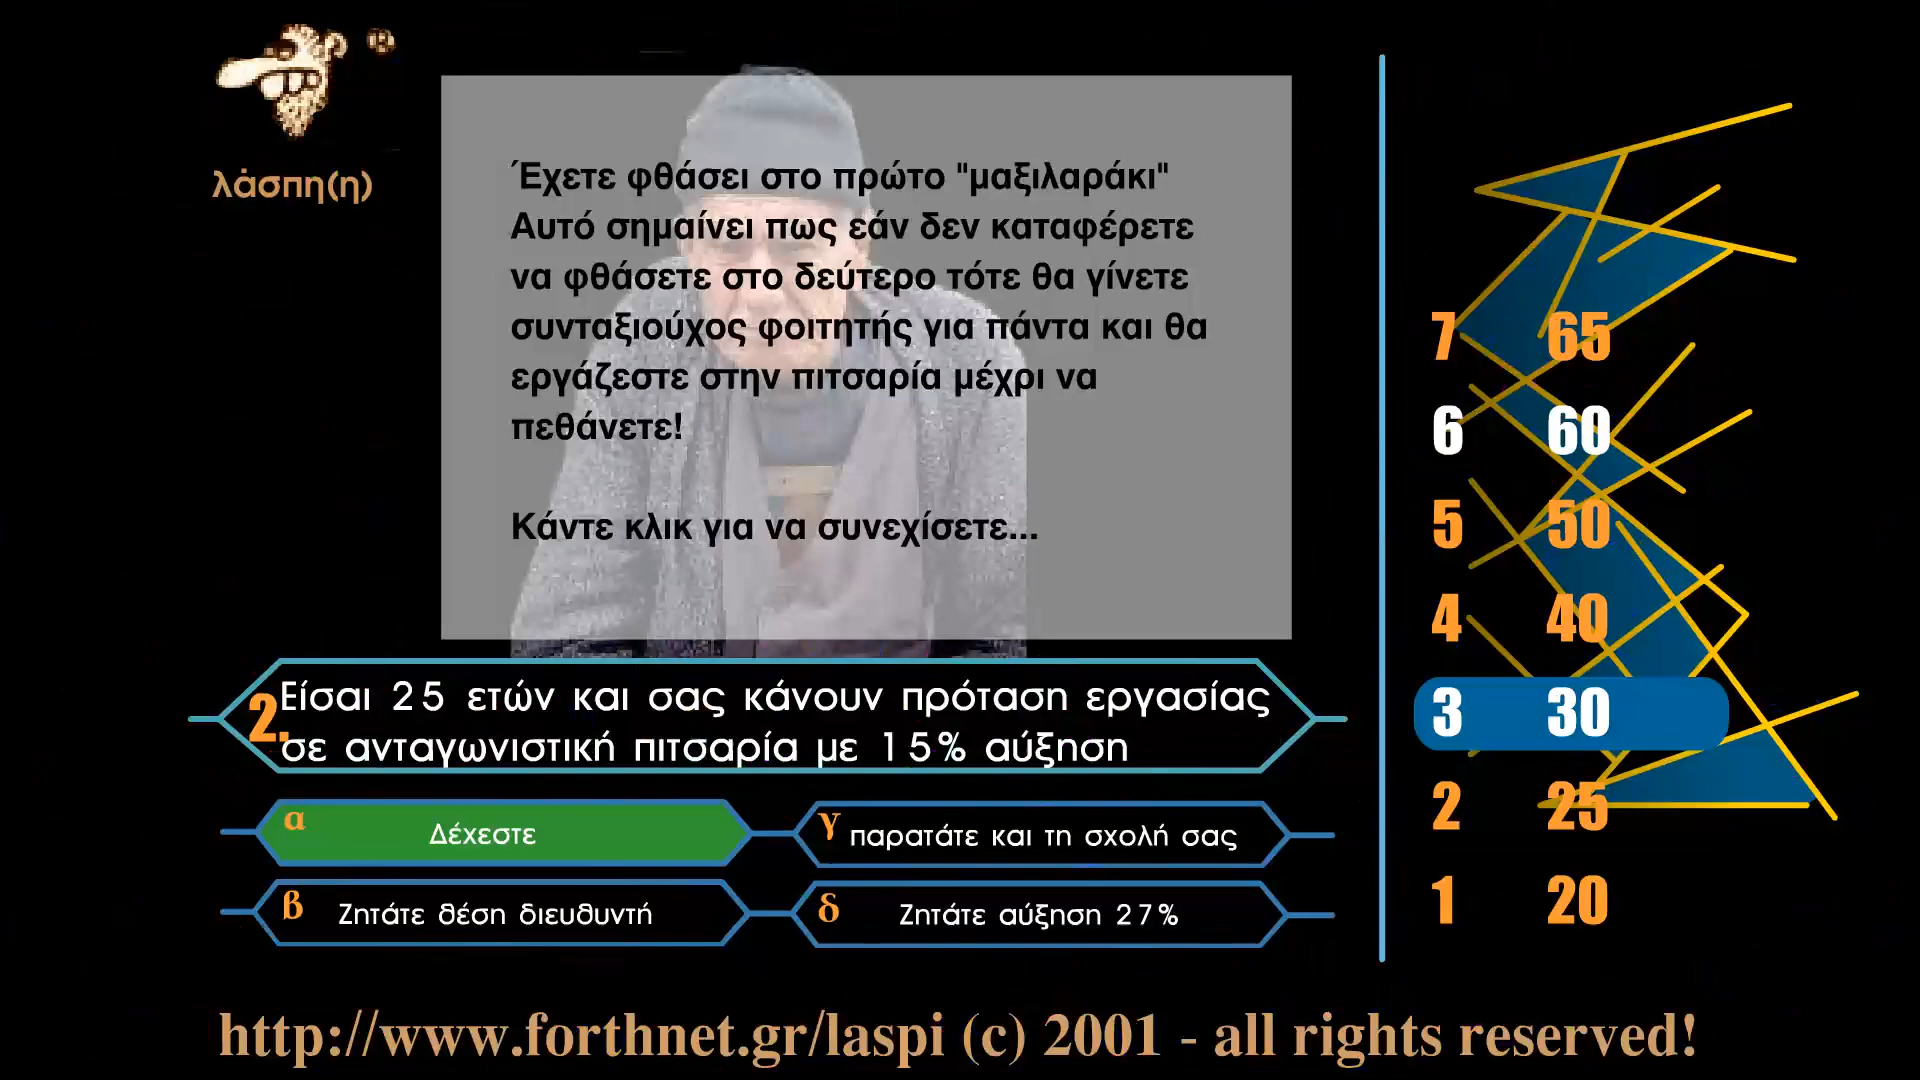 ®
λάσπη(η)
Έχετε φθάσει στο πρώτο "μαξιλαράκι"
Αυτό σημαίνει πως εάν δεν καταφέρετε
να φθάσετε στο δεύτερο τότε θα γίνετε
συνταξιούχος φοιτητής για πάντα και θα
εργάζεστε στην πιτσαρία μέχρι να
πεθάνετε!
Κάντε κλικ για να συνεχίσετε...
2.
Είσαι 25 ετών και σας κάνουν πρόταση εργασίας
σε ανταγωνιστική πιτσαρία με 15% αύξηση
α Δέχεστε
β Ζητάτε θέση διευθυντή
γ παρατάτε και τη σχολή σας
δ Ζητάτε αύξηση 27%
7 65
6 60
5 50
4 40
3 30
2 25
1 20
http://www.forthnet.gr/laspi (c) 2001 - all rights reserved!